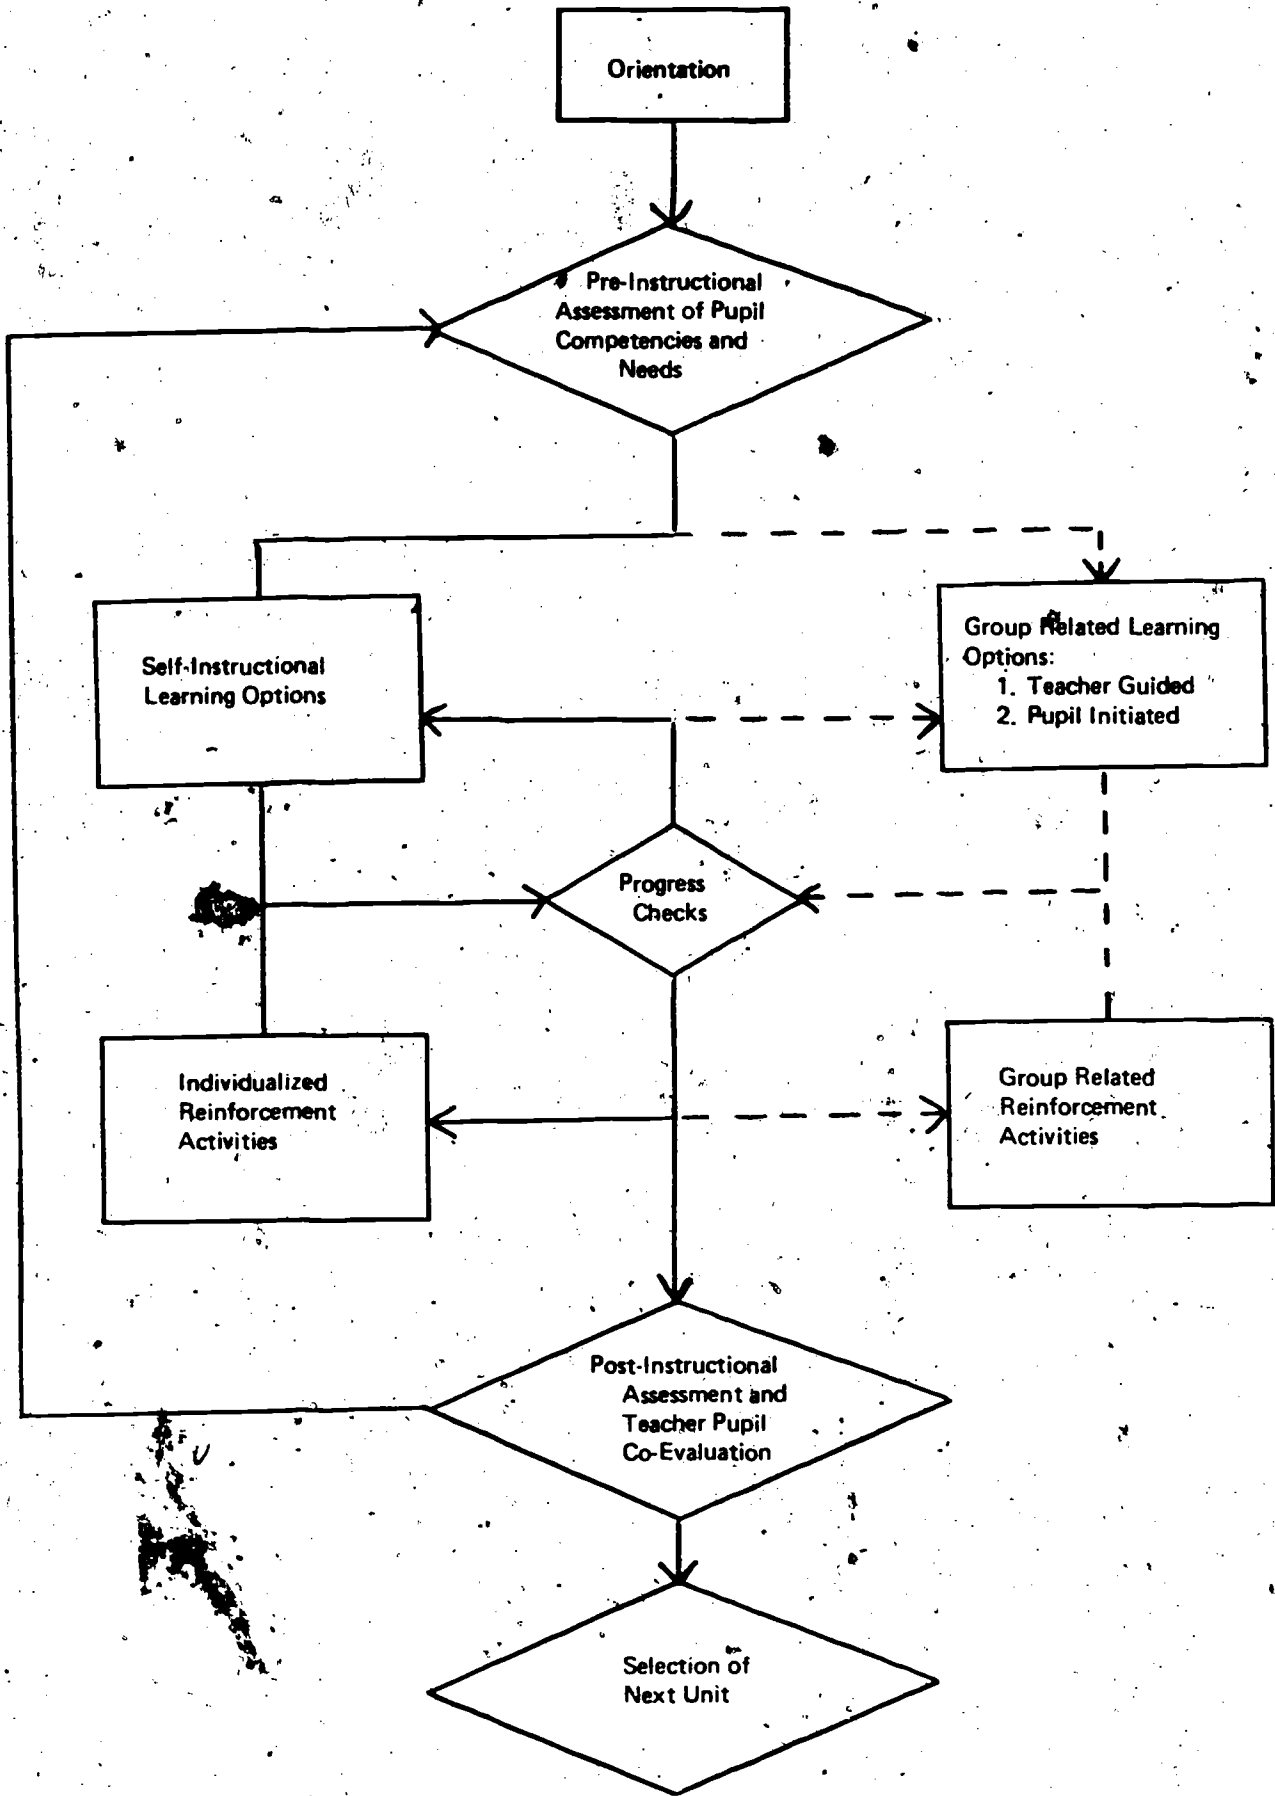 Orientation
Pre-Instructional
Assessment of Pupil
Competencies and
Needs
Self-Instructional
Learning Options
Group Related Learning
Options:
1. Teacher Guided
2. Pupil Initiated
Progress
Checks
Individualized
Reinforcement
Activities
Group Related
Reinforcement
Activities
Post-Instructional
Assessment and
Teacher Pupil
Co-Evaluation
Selection of
Next Unit